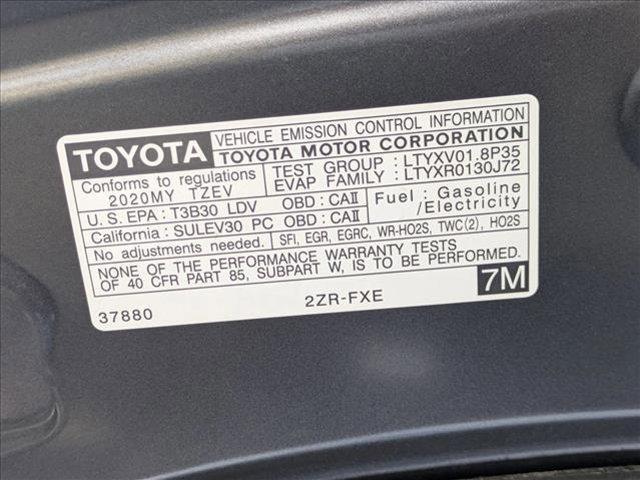 TOYOTA VEHICLE EMISSION CONTROL INFORMATION
TOYOTA MOTOR CORPORATION
Conforms to regulations
2020MY TZEV
TEST GROUP : LTYXV01.8P35
EVAP FAMILY : LTYXR0130J72
U.S.EPA : T3B30 LDV OBD : CAⅡ
California : SULEV30 PC OBD : CAⅡ
Fuel : Gasoline
/Electricity
No adjustments needed. SFI, EGR, EGRC, WR-HO2S, TWC(2), HO2S
NONE OF THE PERFORMANCE WARRANTY TESTS
OF 40 CFR PART 85, SUBPART W, IS TO BE PERFORMED.
37880 2ZR-FXE 7M